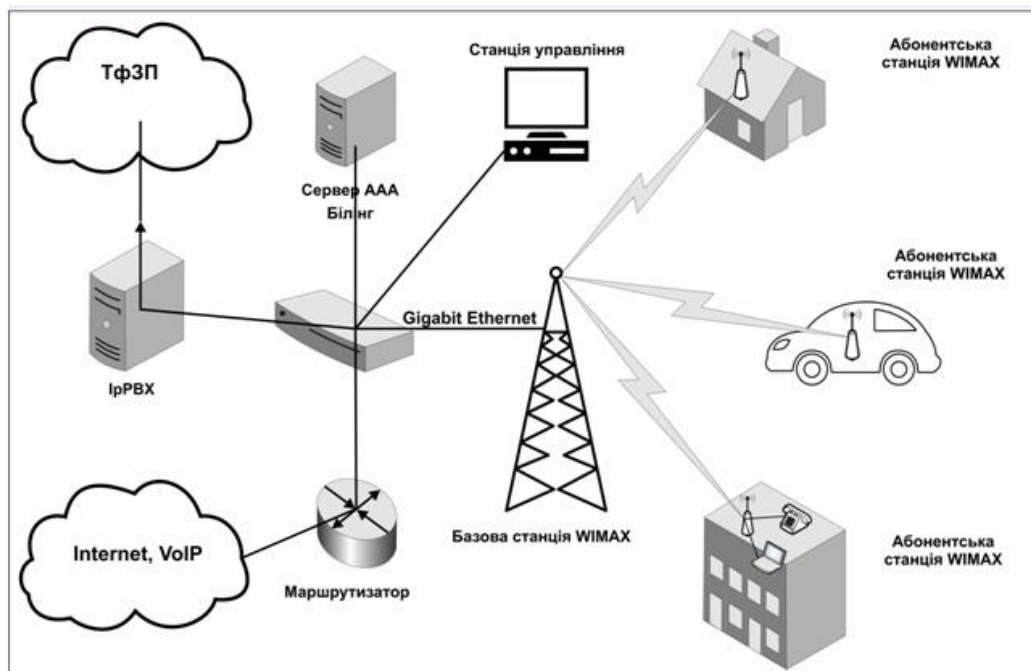 ТфЗП
Станція управління
Абонентська
станція WIMAX
Сервер ААА
Білінг
Абонентська
станція WIMAX
Gigabit Ethernet
IpPBX
Базова станція WIMAX
Абонентська
станція WIMAX
Internet, VoIP
Маршрутизатор